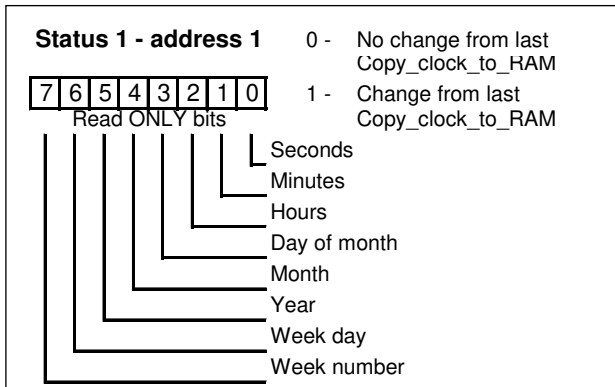 Status 1 - address 1
0 - No change from last
Copy_clock_to_RAM
7 6 5 4 3 2 1 0
1 - Change from last
Copy_clock_to_RAM
Read ONLY bits
Seconds
Minutes
Hours
Day of month
Month
Year
Week day
Week number